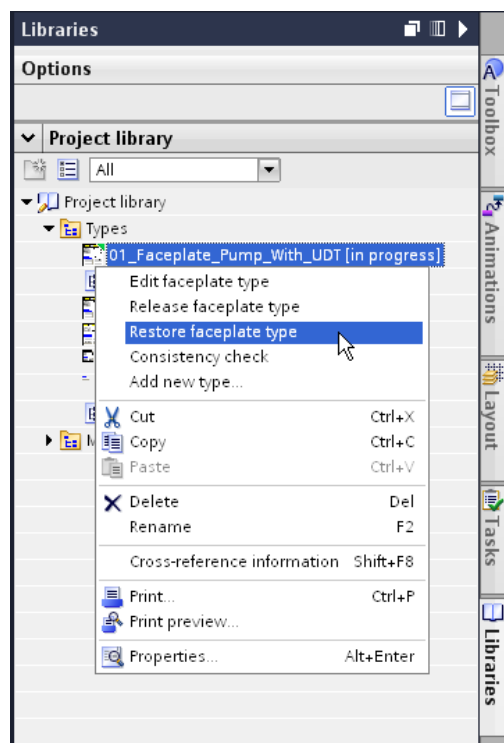 Libraries
Options
Project library
All
Project library
Types
01_Faceplate_Pump_With_UDT [in progress]
Edit faceplate type
Release faceplate type
Restore faceplate type
Consistency check
Add new type...
Cut Ctrl+X
Copy Ctrl+C
Paste Ctrl+V
Delete Del
Rename F2
Cross-reference information Shift+F8
Print... Ctrl+P
Print preview...
Properties... Alt+Enter
Toolbox
Animations
Layout
Tasks
Libraries